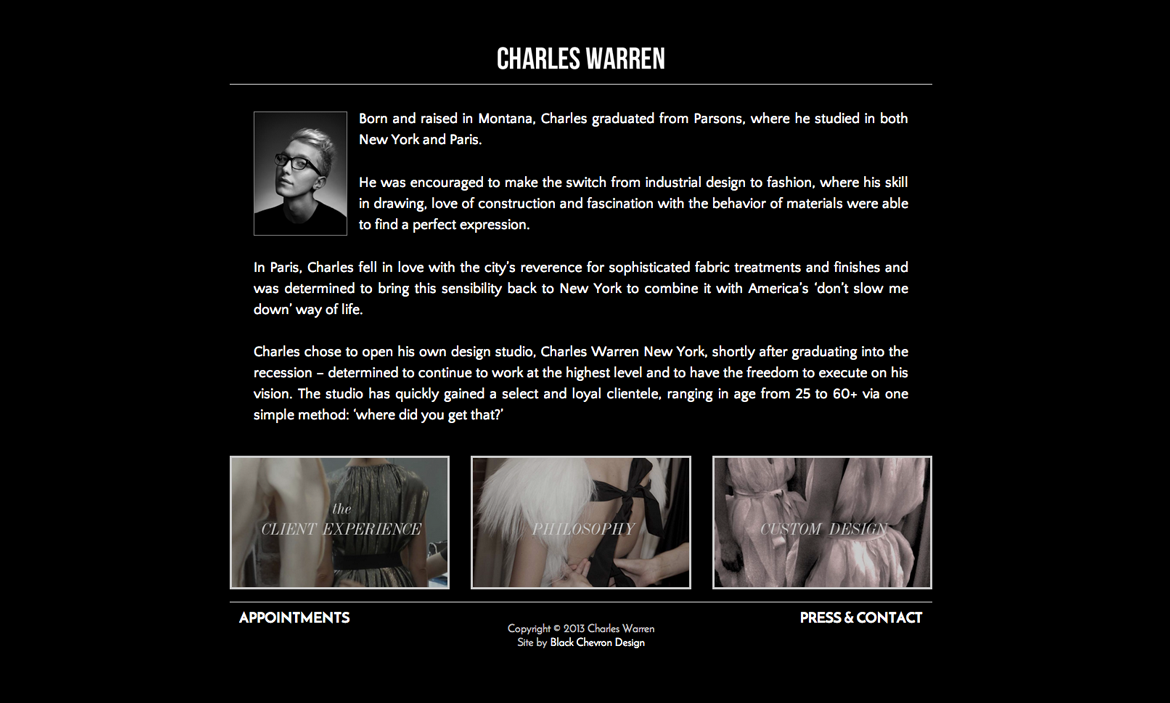 CHARLES WARREN
Born and raised in Montana, Charles graduated from Parsons, where he studied in both
New York and Paris.
He was encouraged to make the switch from industrial design to fashion, where his skill
in drawing, love of construction and fascination with the behavior of materials were able
to find a perfect expression.
In Paris, Charles fell in love with the city’s reverence for sophisticated fabric treatments and finishes and
was determined to bring this sensibility back to New York to combine it with America’s ‘don’t slow me
down’ way of life.
Charles chose to open his own design studio, Charles Warren New York, shortly after graduating into the
recession – determined to continue to work at the highest level and to have the freedom to execute on his
vision. The studio has quickly gained a select and loyal clientele, ranging in age from 25 to 60+ via one
simple method: ‘where did you get that?’
the
CLIENT EXPERIENCE
PHILOSOPHY
CUSTOM DESIGN
APPOINTMENTS
PRESS & CONTACT
Copyright © 2013 Charles Warren
Site by Black Chevron Design